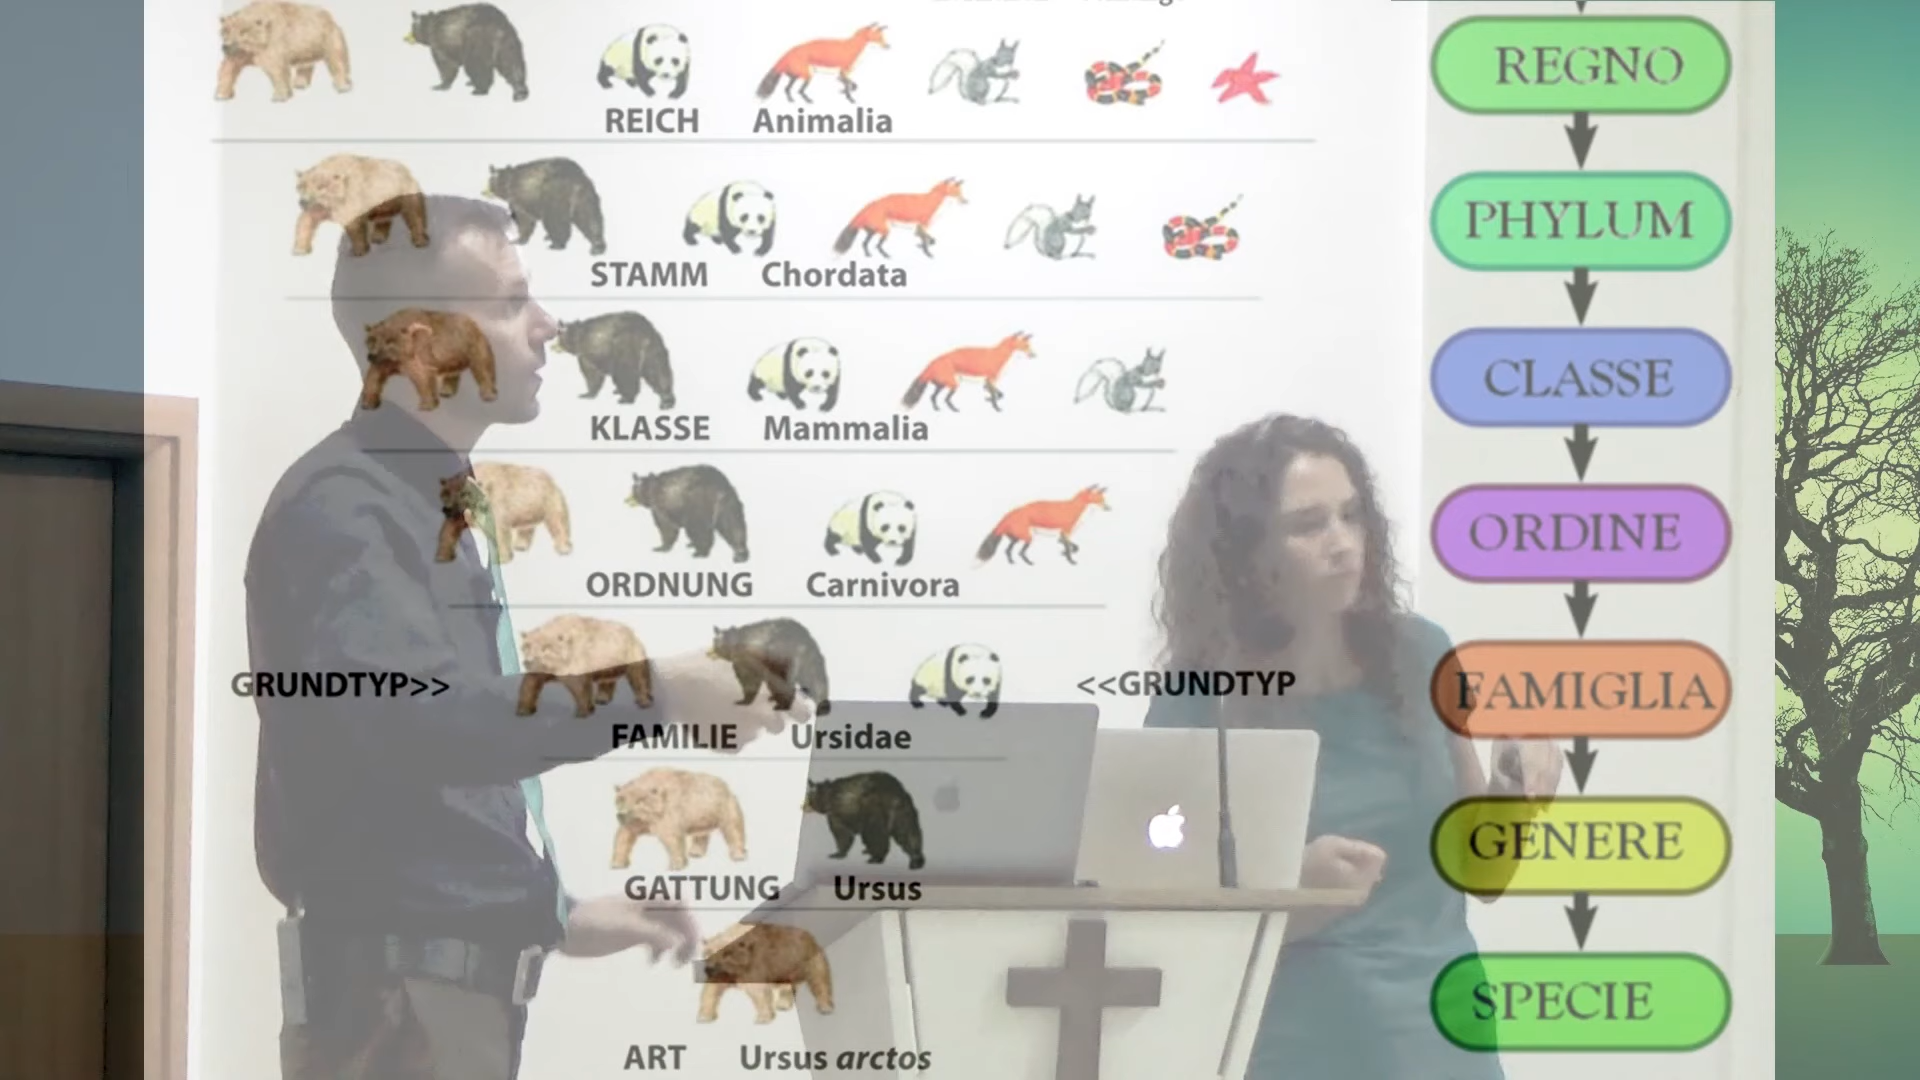 REICH Animalia
STAMM Chordata
KLASSE Mammalia
ORDNUNG Carnivora
GRUNDTYP>> <<GRUNDTYP
FAMILIE Ursidae
GATTUNG Ursus
ART Ursus arctos
REGNO
PHYLUM
CLASSE
ORDINE
FAMIGLIA
GENERE
SPECIE